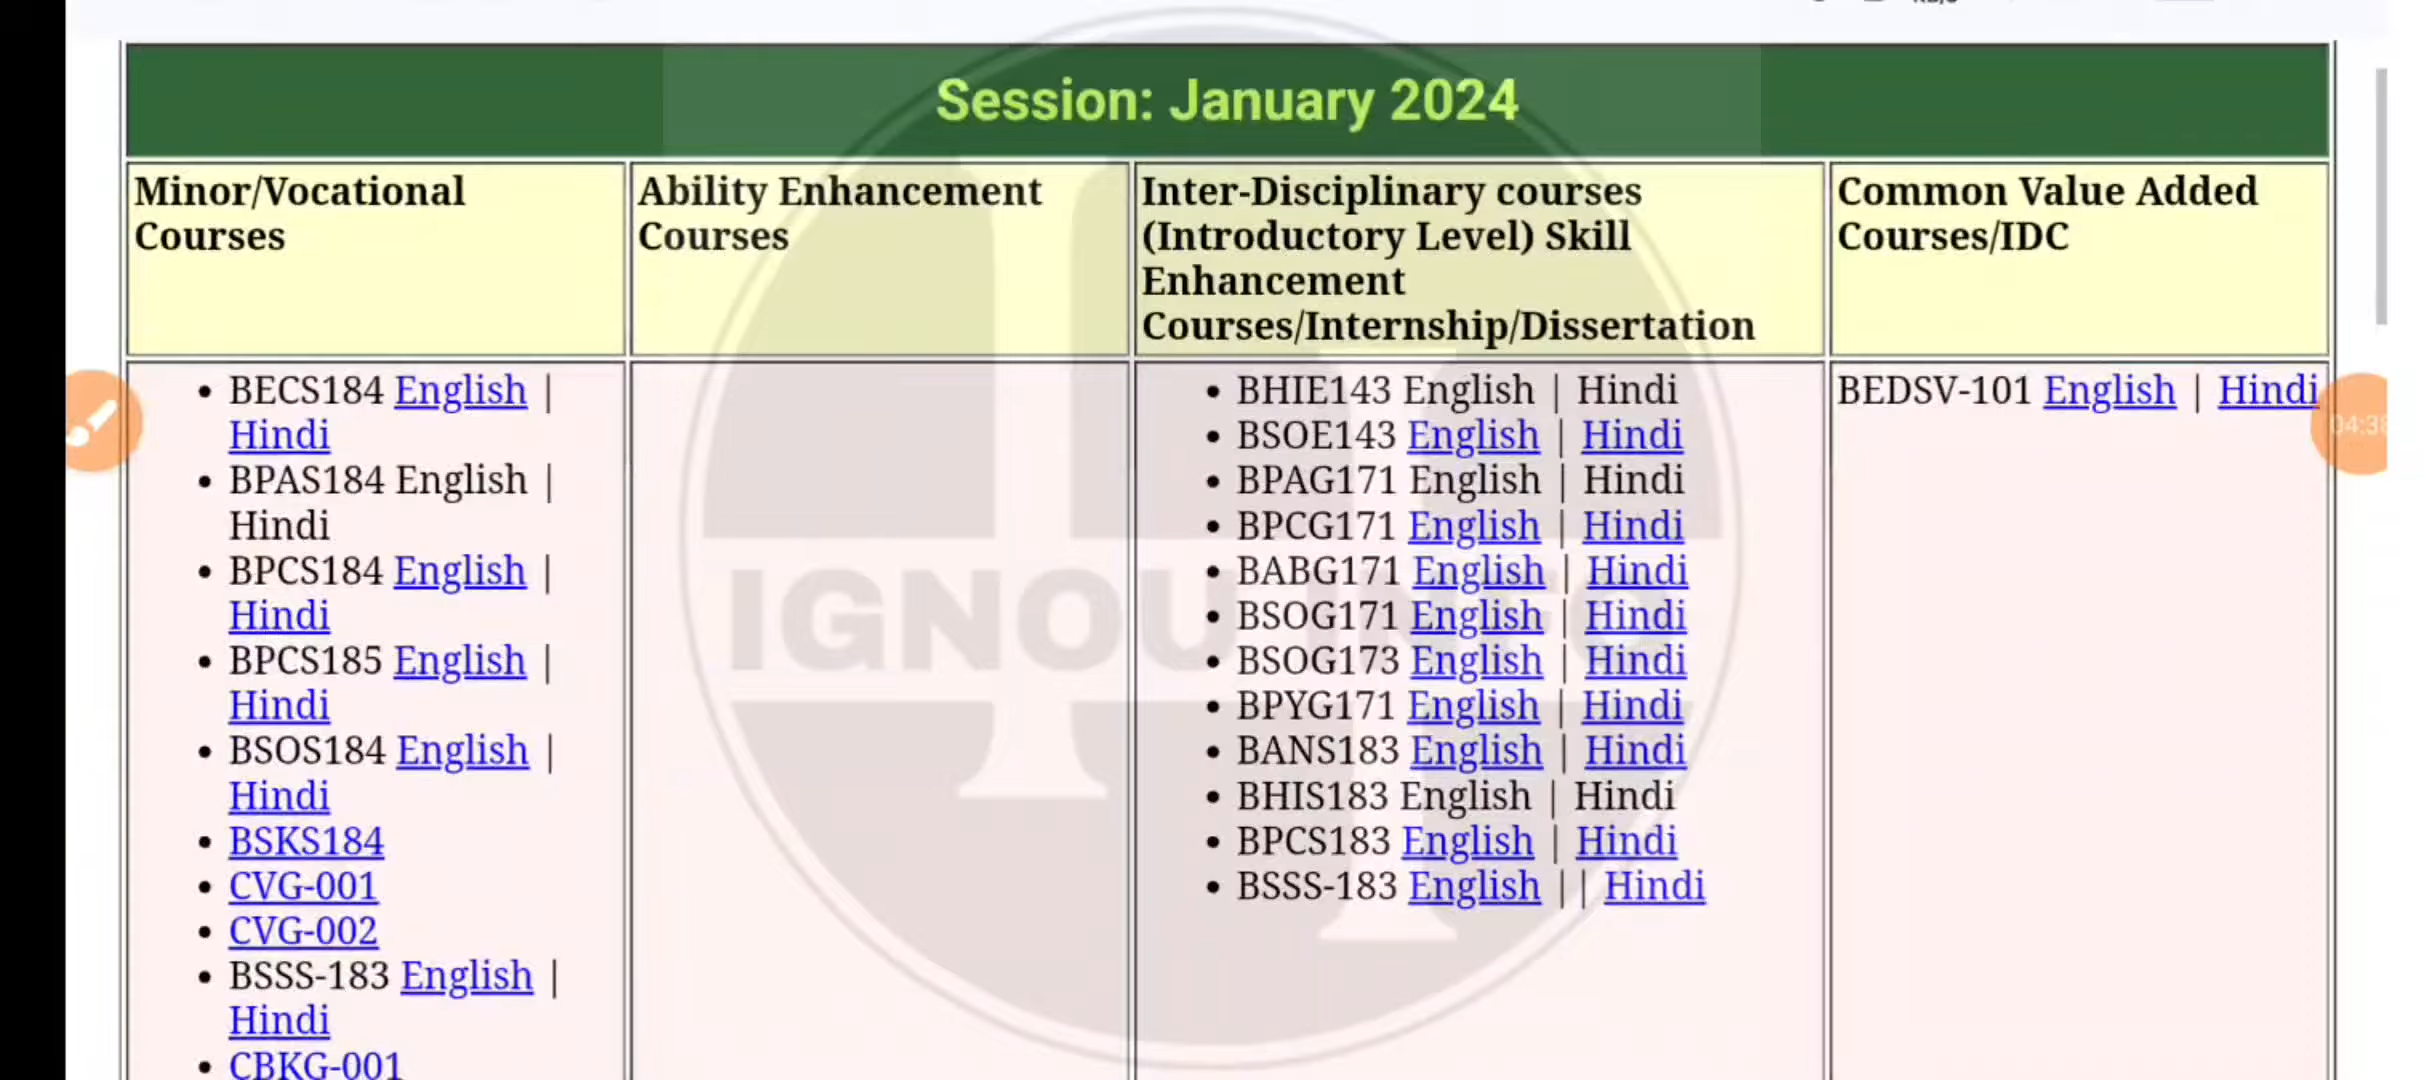 Session: January 2024
Minor/Vocational
Courses
Ability Enhancement
Courses
Inter-Disciplinary courses
(Introductory Level) Skill
Enhancement
Courses/Internship/Dissertation
Common Value Added
Courses/IDC
• BECS184 English |
Hindi
• BPAS184 English |
Hindi
• BPCS184 English |
Hindi
• BPCS185 English |
Hindi
• BSOS184 English |
Hindi
• BSKS184
• CVG-001
• CVG-002
• BSSS-183 English |
Hindi
• CBKG-001
• BHIE143 English | Hindi
• BSOE143 English | Hindi
• BPAG171 English | Hindi
• BPCG171 English | Hindi
• BABG171 English | Hindi
• BSOG171 English | Hindi
• BSOG173 English | Hindi
• BPYG171 English | Hindi
• BANS183 English | Hindi
• BHIS183 English | Hindi
• BPCS183 English | Hindi
• BSSS-183 English || Hindi
BEDSV-101 English | Hindi
IGNOU INFO